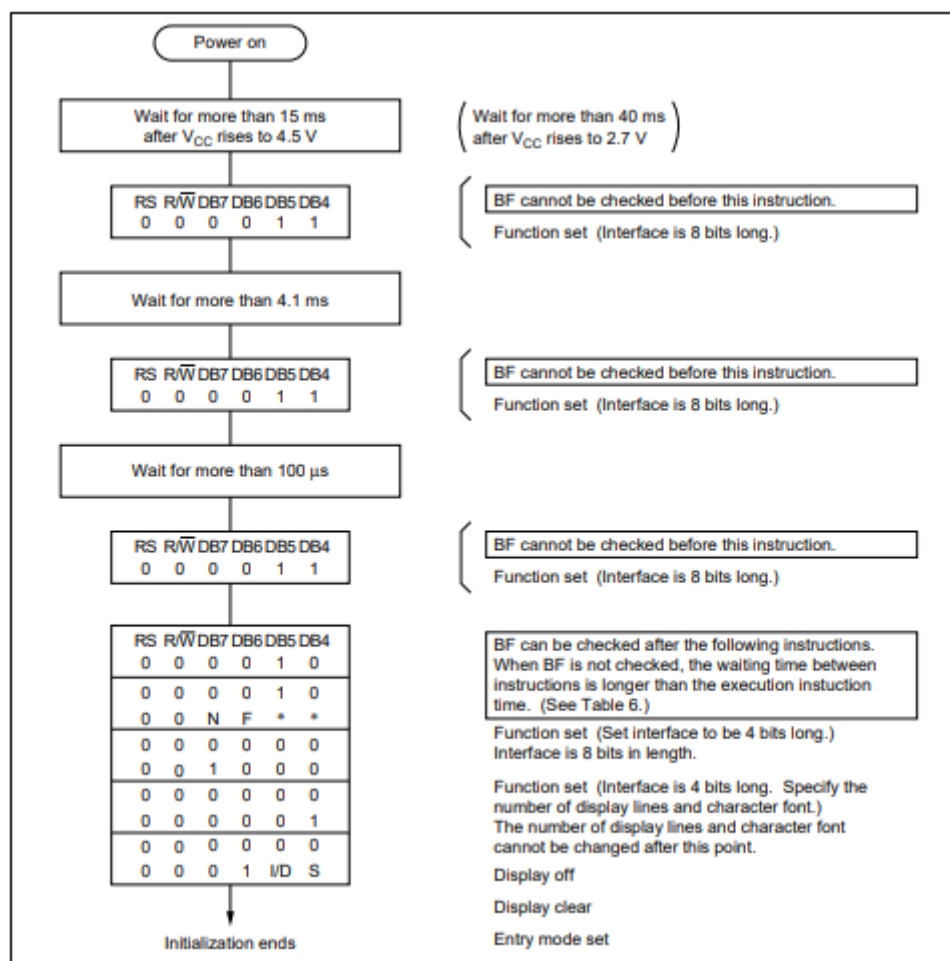 Power on
Wait for more than 15 ms
after VCC rises to 4.5 V
Wait for more than 40 ms
after VCC rises to 2.7 V
RS R/W DB7 DB6 DB5 DB4
0 0 0 0 1 1
BF cannot be checked before this instruction.
Function set (Interface is 8 bits long.)
Wait for more than 4.1 ms
RS R/W DB7 DB6 DB5 DB4
0 0 0 0 1 1
BF cannot be checked before this instruction.
Function set (Interface is 8 bits long.)
Wait for more than 100 μs
RS R/W DB7 DB6 DB5 DB4
0 0 0 0 1 1
BF cannot be checked before this instruction.
Function set (Interface is 8 bits long.)
RS R/W DB7 DB6 DB5 DB4
0 0 0 0 1 0
0 0 0 0 1 0
0 0 N F * *
0 0 0 0 0 0
0 0 1 0 0 0
0 0 0 0 0 0
0 0 0 0 0 1
0 0 0 0 0 0
0 0 0 1 I/D S
Initialization ends
BF can be checked after the following instructions.
When BF is not checked, the waiting time between
instructions is longer than the execution instuction
time. (See Table 6.)
Function set (Set interface to be 4 bits long.)
Interface is 8 bits in length.
Function set (Interface is 4 bits long. Specify the
number of display lines and character font.)
The number of display lines and character font
cannot be changed after this point.
Display off
Display clear
Entry mode set